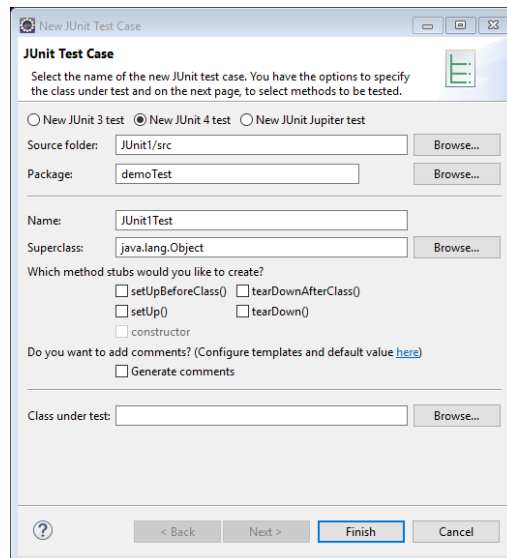 New JUnit Test Case
JUnit Test Case
Select the name of the new JUnit test case. You have the options to specify
the class under test and on the next page, to select methods to be tested.
New JUnit 3 test New JUnit 4 test New JUnit Jupiter test
Source folder: JUnit1/src Browse...
Package: demoTest Browse...
Name: JUnit1Test
Superclass: java.lang.Object Browse...
Which method stubs would you like to create?
setUpBeforeClass() tearDownAfterClass()
setUp() tearDown()
constructor
Do you want to add comments? (Configure templates and default value here)
Generate comments
Class under test: Browse...
? < Back Next > Finish Cancel